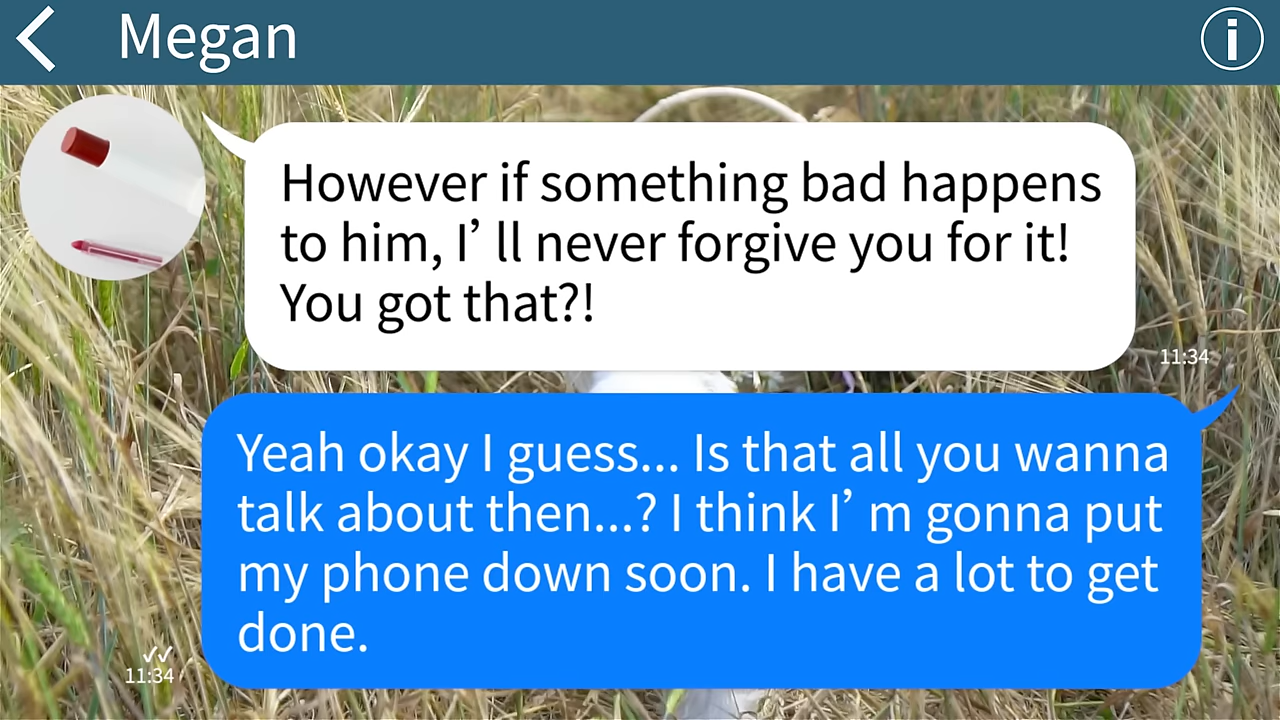 Megan
However if something bad happens
to him, I’ ll never forgive you for it!
You got that?!
11:34
Yeah okay I guess... Is that all you wanna
talk about then...? I think I’ m gonna put
my phone down soon. I have a lot to get
done.
11:34